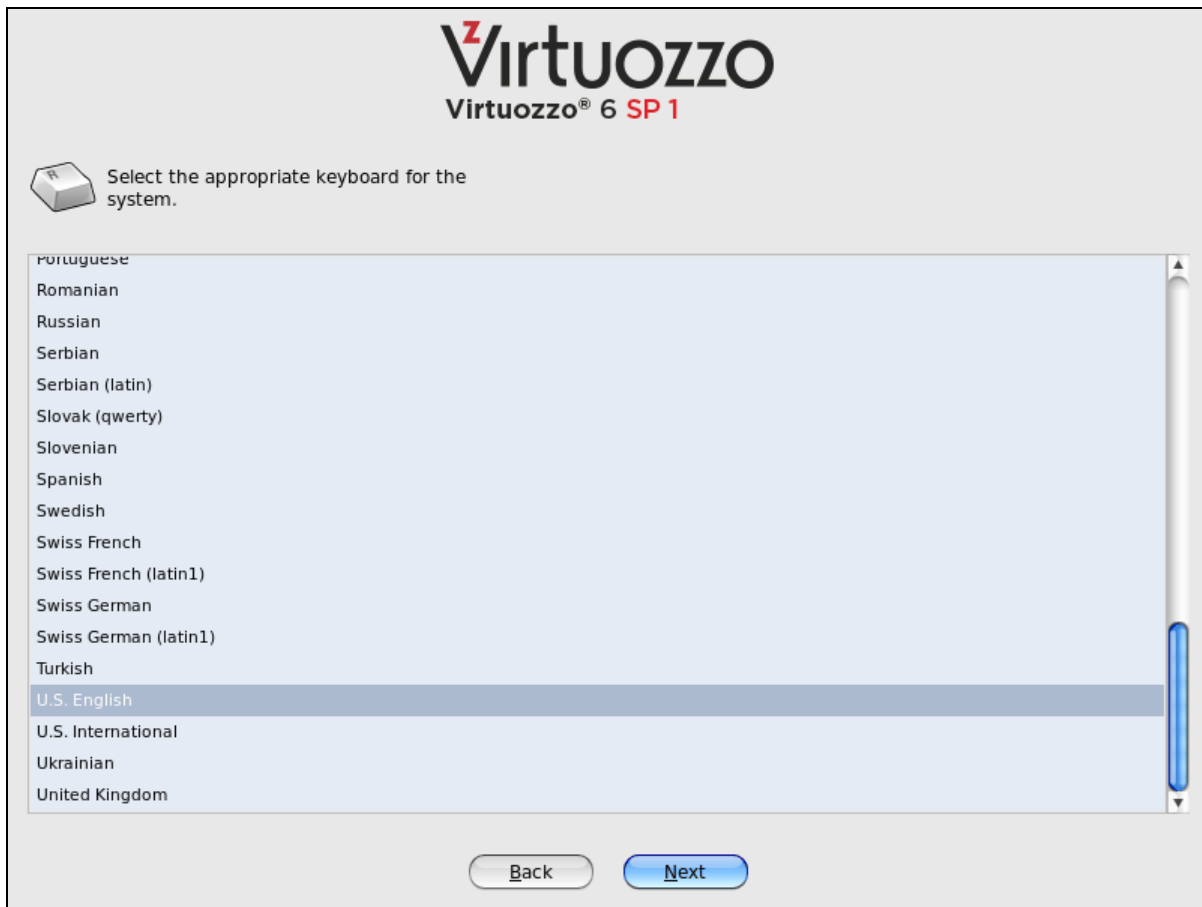 Virtuozzo
Virtuozzo® 6 SP 1
R
Select the appropriate keyboard for the
system.
Portuguese
Romanian
Russian
Serbian
Serbian (latin)
Slovak (qwerty)
Slovenian
Spanish
Swedish
Swiss French
Swiss French (latin1)
Swiss German
Swiss German (latin1)
Turkish
U.S. English
U.S. International
Ukrainian
United Kingdom
Back Next